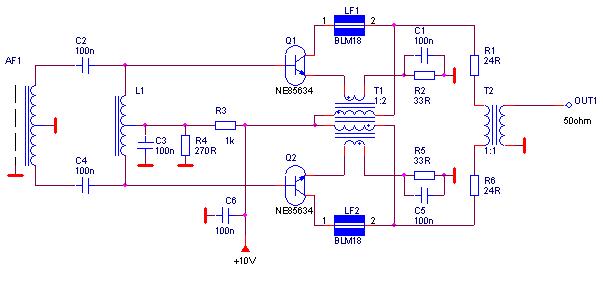 LF1
1 2
BLM18
Q1
NE85634
C1
100n
R1
24R
C2
100n
AF1
L1
T1
1:2
R2
33R
T2
1:1
OUT1
50ohm
R3
1k
C3
100n
R4
270R
R5
33R
C4
100n
Q2
NE85634
R6
24R
C5
100n
C6
100n
LF2
1 2
BLM18
+10V